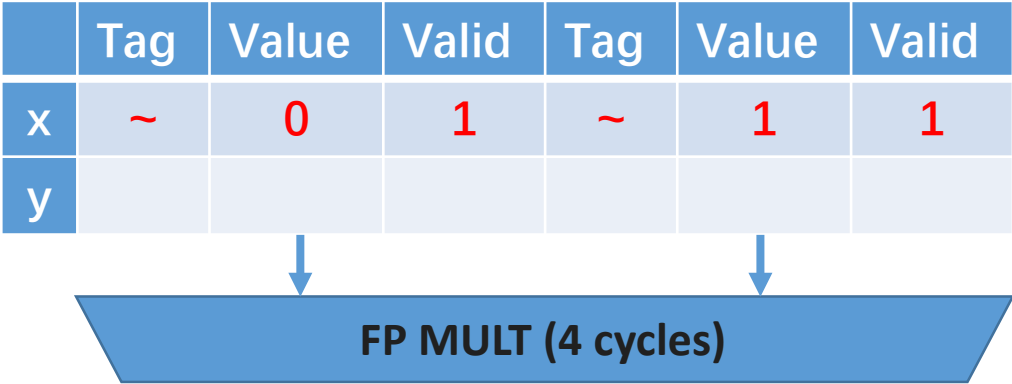 Tag Value Valid Tag Value Valid
x ~ 0 1 ~ 1 1
y
FP MULT (4 cycles)